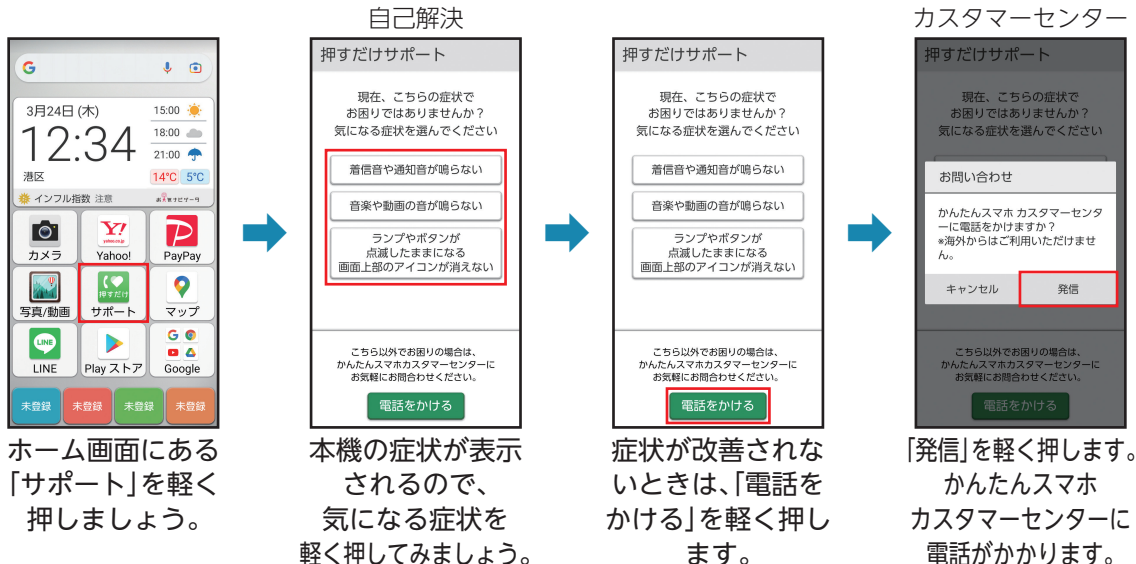 自己解決
カスタマーセンター
G
3月24日 (木)
12:34
港区
15:00
18:00
21:00
14℃ 5℃
インフル指数 注意
カメラ
Y!
yahoo.co.jp
Yahoo!
P
PayPay
写真/動画
押すだけ
サポート
マップ
LINE
LINE
Play ストア
G
Google
未登録 未登録 未登録 未登録
ホーム画面にある
「サポート」を軽く
押しましょう。
押すだけサポート
現在、こちらの症状で
お困りではありませんか？
気になる症状を選んでください
着信音や通知音が鳴らない
音楽や動画の音が鳴らない
ランプやボタンが
点滅したままになる
画面上部のアイコンが消えない
こちら以外でお困りの場合は、
かんたんスマホカスタマーセンターに
お気軽にお問合わせください。
電話をかける
本機の症状が表示
されるので、
気になる症状を
軽く押してみましょう。
押すだけサポート
現在、こちらの症状で
お困りではありませんか？
気になる症状を選んでください
着信音や通知音が鳴らない
音楽や動画の音が鳴らない
ランプやボタンが
点滅したままになる
画面上部のアイコンが消えない
こちら以外でお困りの場合は、
かんたんスマホカスタマーセンターに
お気軽にお問合わせください。
電話をかける
症状が改善されな
いときは、「電話を
かける」を軽く押し
ます。
押すだけサポート
現在、こちらの症状で
お困りではありませんか？
気になる症状を選んでください
お問い合わせ
かんたんスマホ カスタマーセンタ
ーに電話をかけますか？
*海外からはご利用いただけませ
ん。
キャンセル 発信
こちら以外でお困りの場合は、
かんたんスマホカスタマーセンターに
お気軽にお問合わせください。
電話をかける
「発信」を軽く押します。
かんたんスマホ
カスタマーセンターに
電話がかかります。